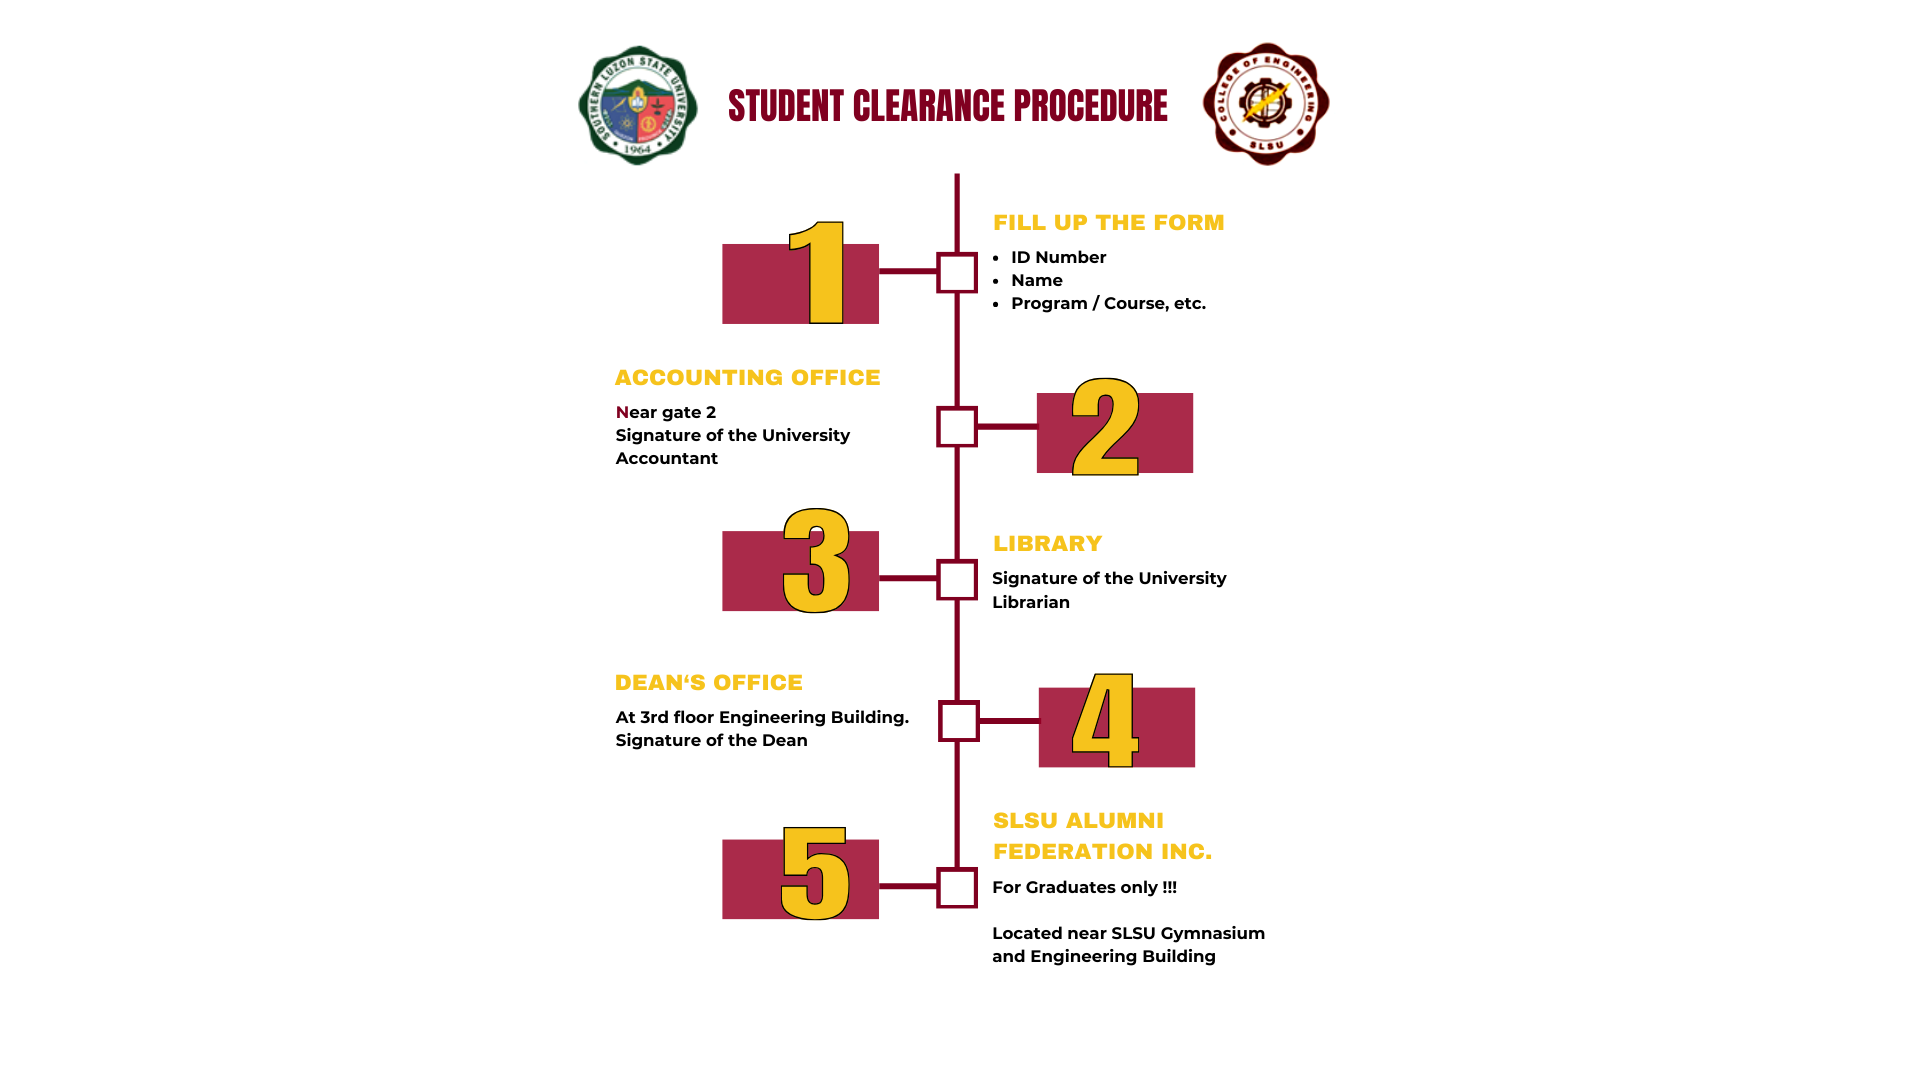 SOUTHERN LUZON STATE UNIVERSITY
1964
STUDENT CLEARANCE PROCEDURE
COLLEGE OF ENGINEERING
SLSU
1
FILL UP THE FORM
• ID Number
• Name
• Program / Course, etc.
ACCOUNTING OFFICE
Near gate 2
Signature of the University
Accountant
2
3
LIBRARY
Signature of the University
Librarian
DEAN‘S OFFICE
At 3rd floor Engineering Building.
Signature of the Dean
4
5
SLSU ALUMNI
FEDERATION INC.
For Graduates only !!!
Located near SLSU Gymnasium
and Engineering Building